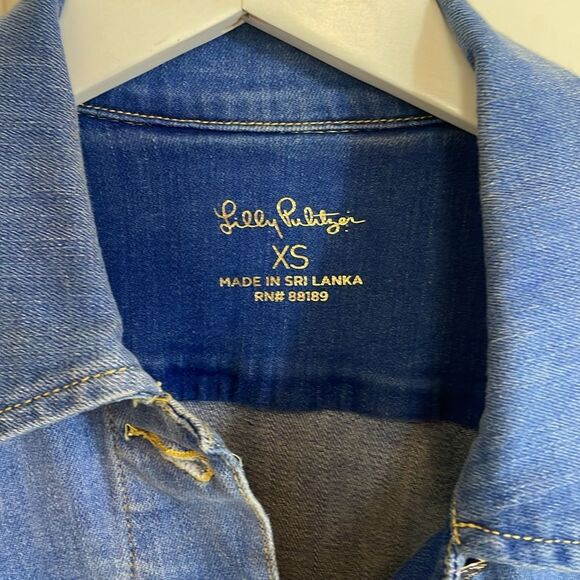 Lilly Pulitzer
XS
MADE IN SRI LANKA
RN# 88189